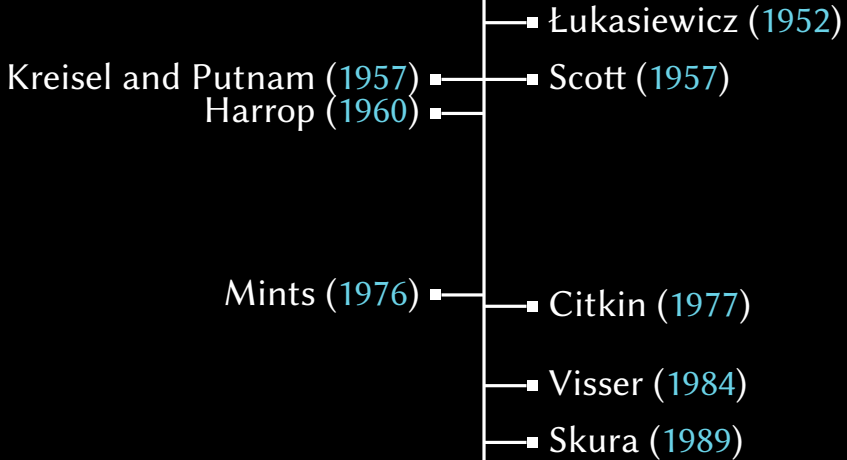 Łukasiewicz (1952)
Kreisel and Putnam (1957)
Scott (1957)
Harrop (1960)
Mints (1976)
Citkin (1977)
Visser (1984)
Skura (1989)